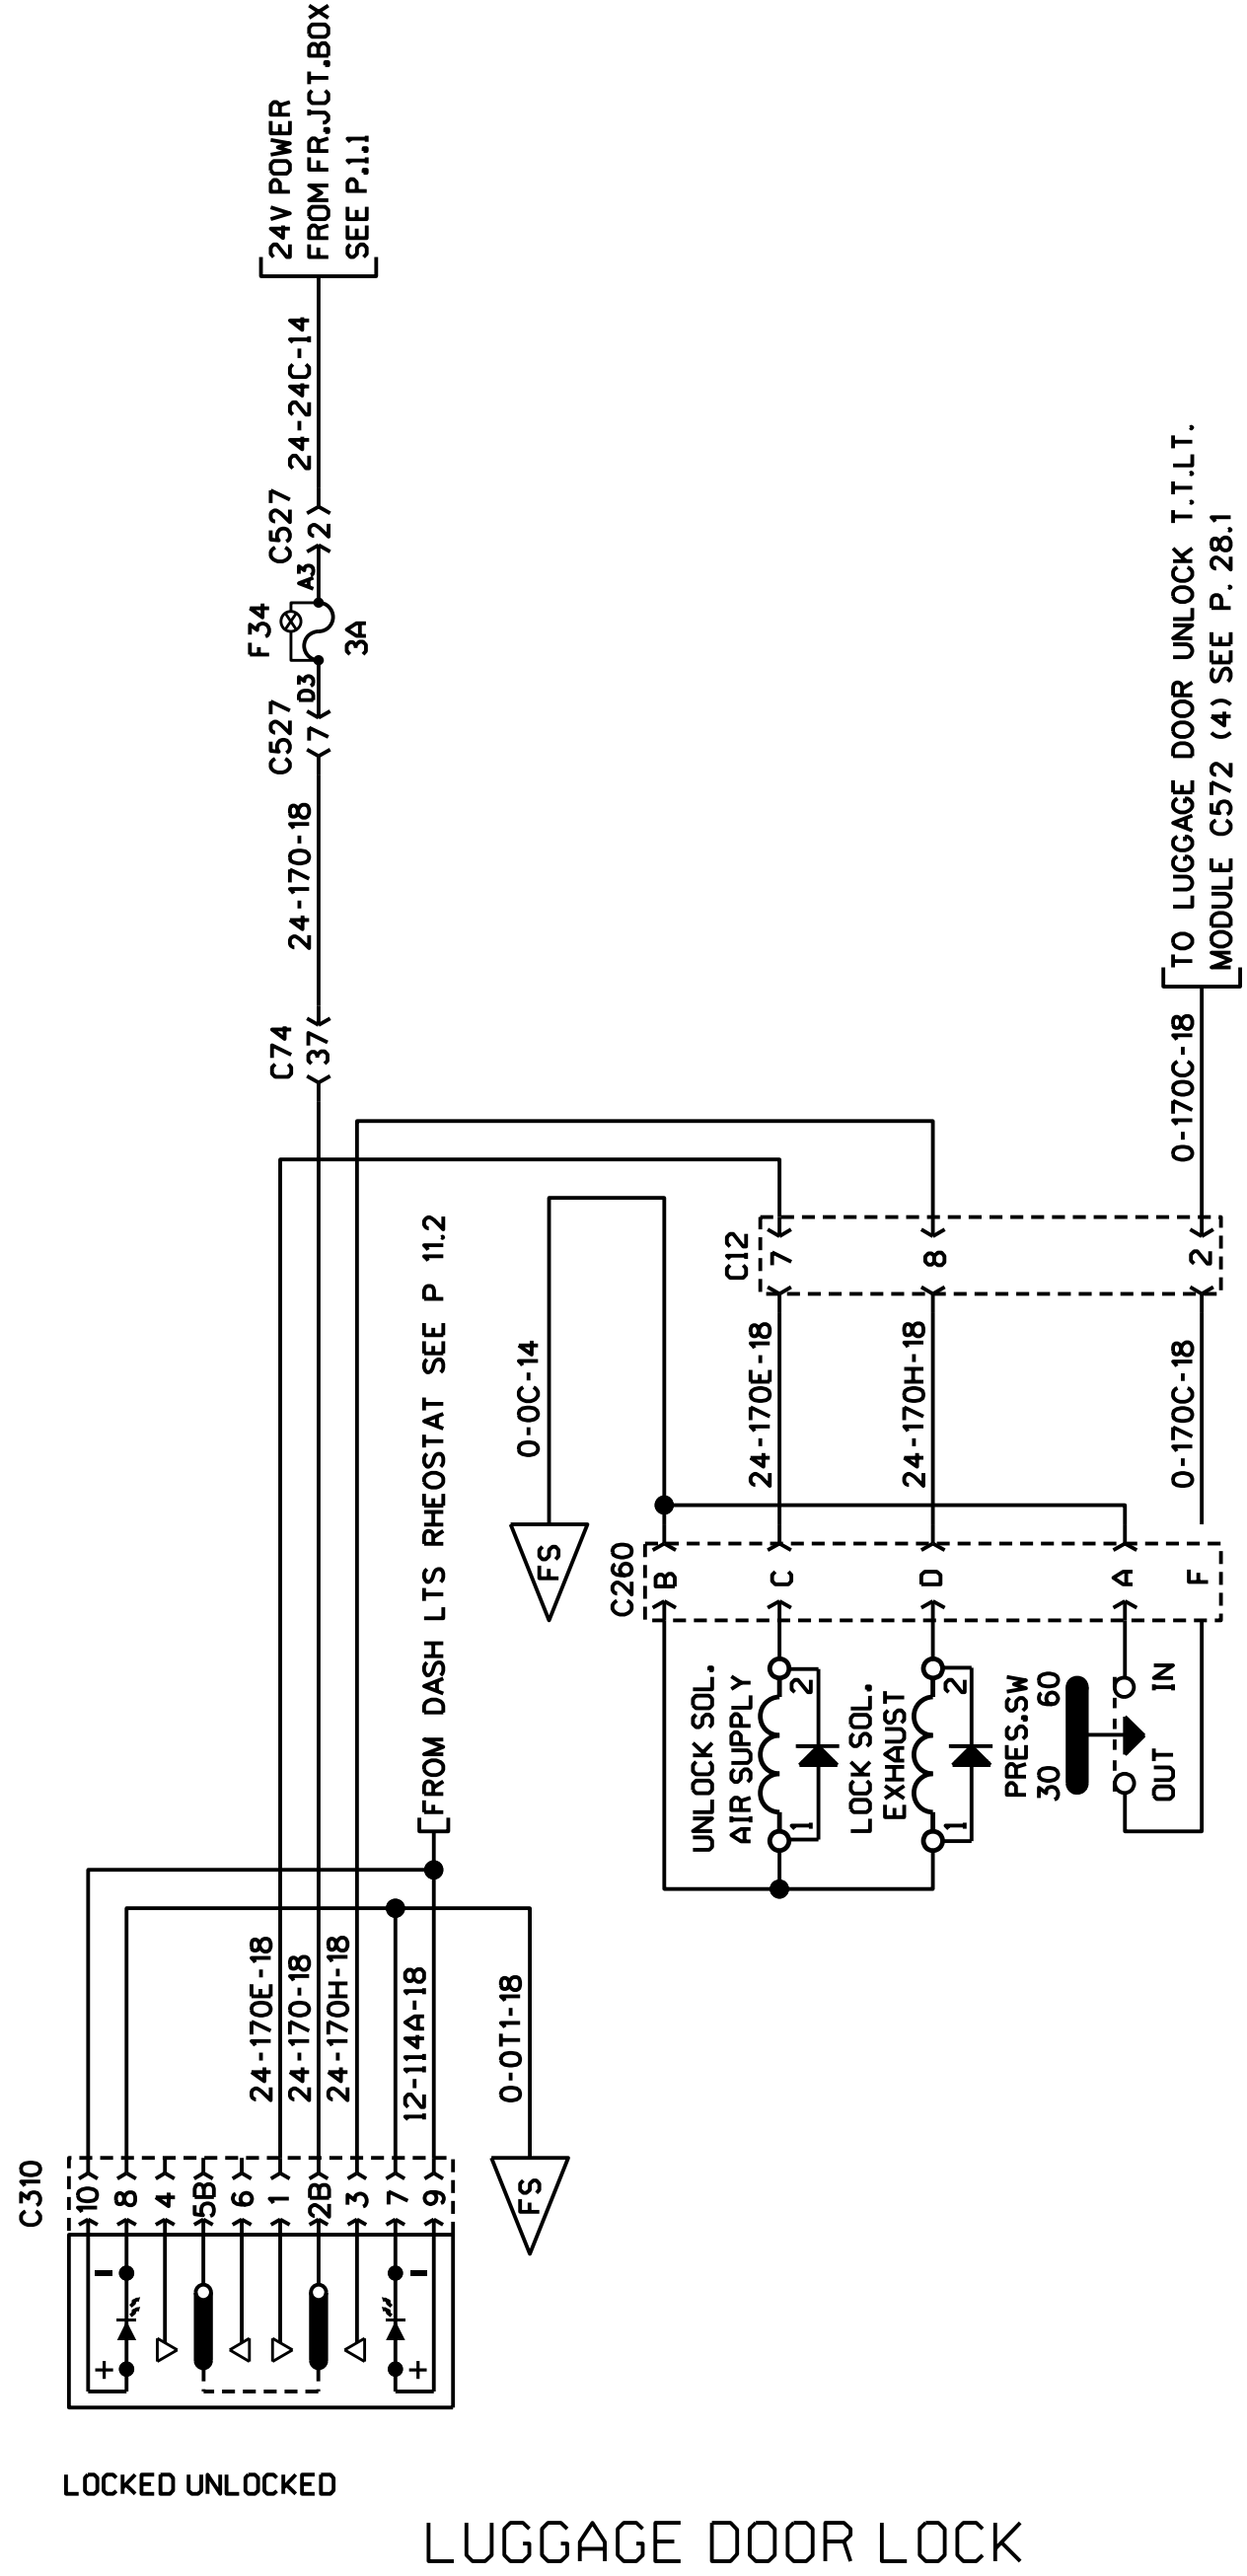 24V POWER
FROM FR.JCT.BOX
SEE P.1.1
24-24C-14
C527
2
A3
F34
3A
D3
C527
7
24-170-18
C74
37
TO LUGGAGE DOOR UNLOCK T.T.LT.
MODULE C572 (4) SEE P. 28.1
0-170C-18
C12
7
8
2
FROM DASH LTS RHEOSTAT SEE P 11.2
0-0C-14
24-170E-18
24-170H-18
0-170C-18
FS
C260
B
C
D
A
F
UNLOCK SOL.
AIR SUPPLY
2
1
LOCK SOL.
EXHAUST
2
1
PRES.SW
30 60
OUT IN
24-170E-18
24-170-18
24-170H-18
12-114A-18
0-0T1-18
FS
C310
10
8
4
5B
6
1
2B
3
7
9
+ -
+ -
LOCKED UNLOCKED
LUGGAGE DOOR LOCK